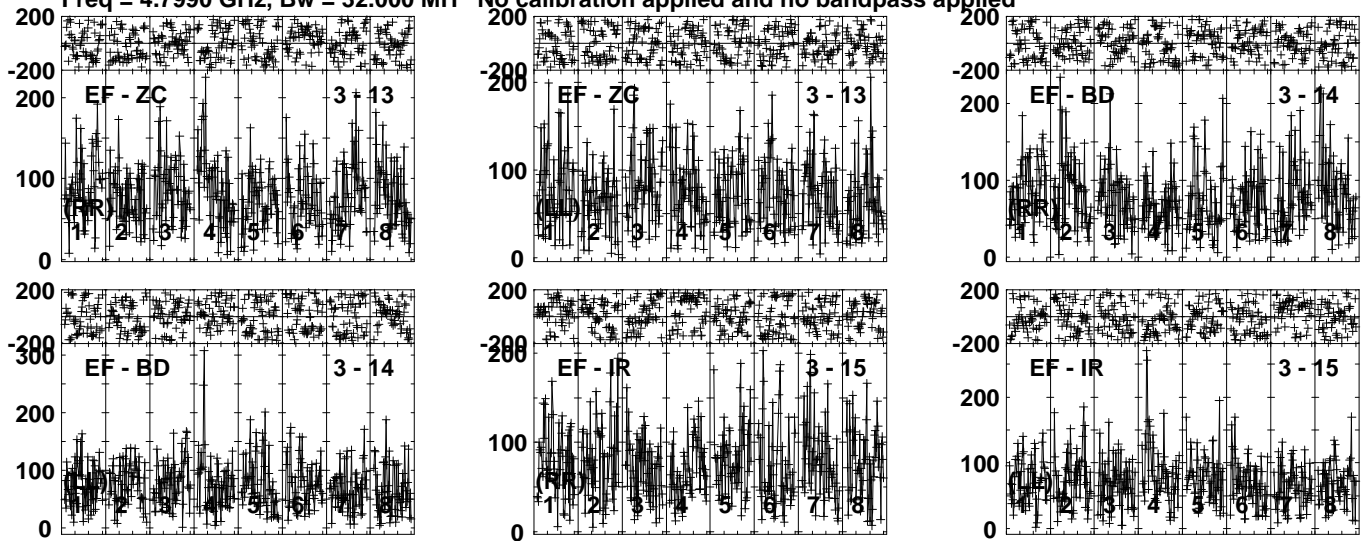 Freq = 4.7990 GHz, Bw = 32.000 MH No calibration applied and no bandpass applied
200
-200
200
EF - ZC 3 - 13
100
(RR)
1 2 3 4 5 6 7 8
0
200
-200
200
EF - ZC 3 - 13
100
(LL)
1 2 3 4 5 6 7 8
0
200
-200
200
EF - BD 3 - 14
100
(RR)
1 2 3 4 5 6 7 8
0
200
-200
300
EF - BD 3 - 14
200
100
(LL)
1 2 3 4 5 6 7 8
0
200
-200
200
EF - IR 3 - 15
100
(RR)
1 2 3 4 5 6 7 8
0
200
-200
EF - IR 3 - 15
200
100
(LL)
1 2 3 4 5 6 7 8
0